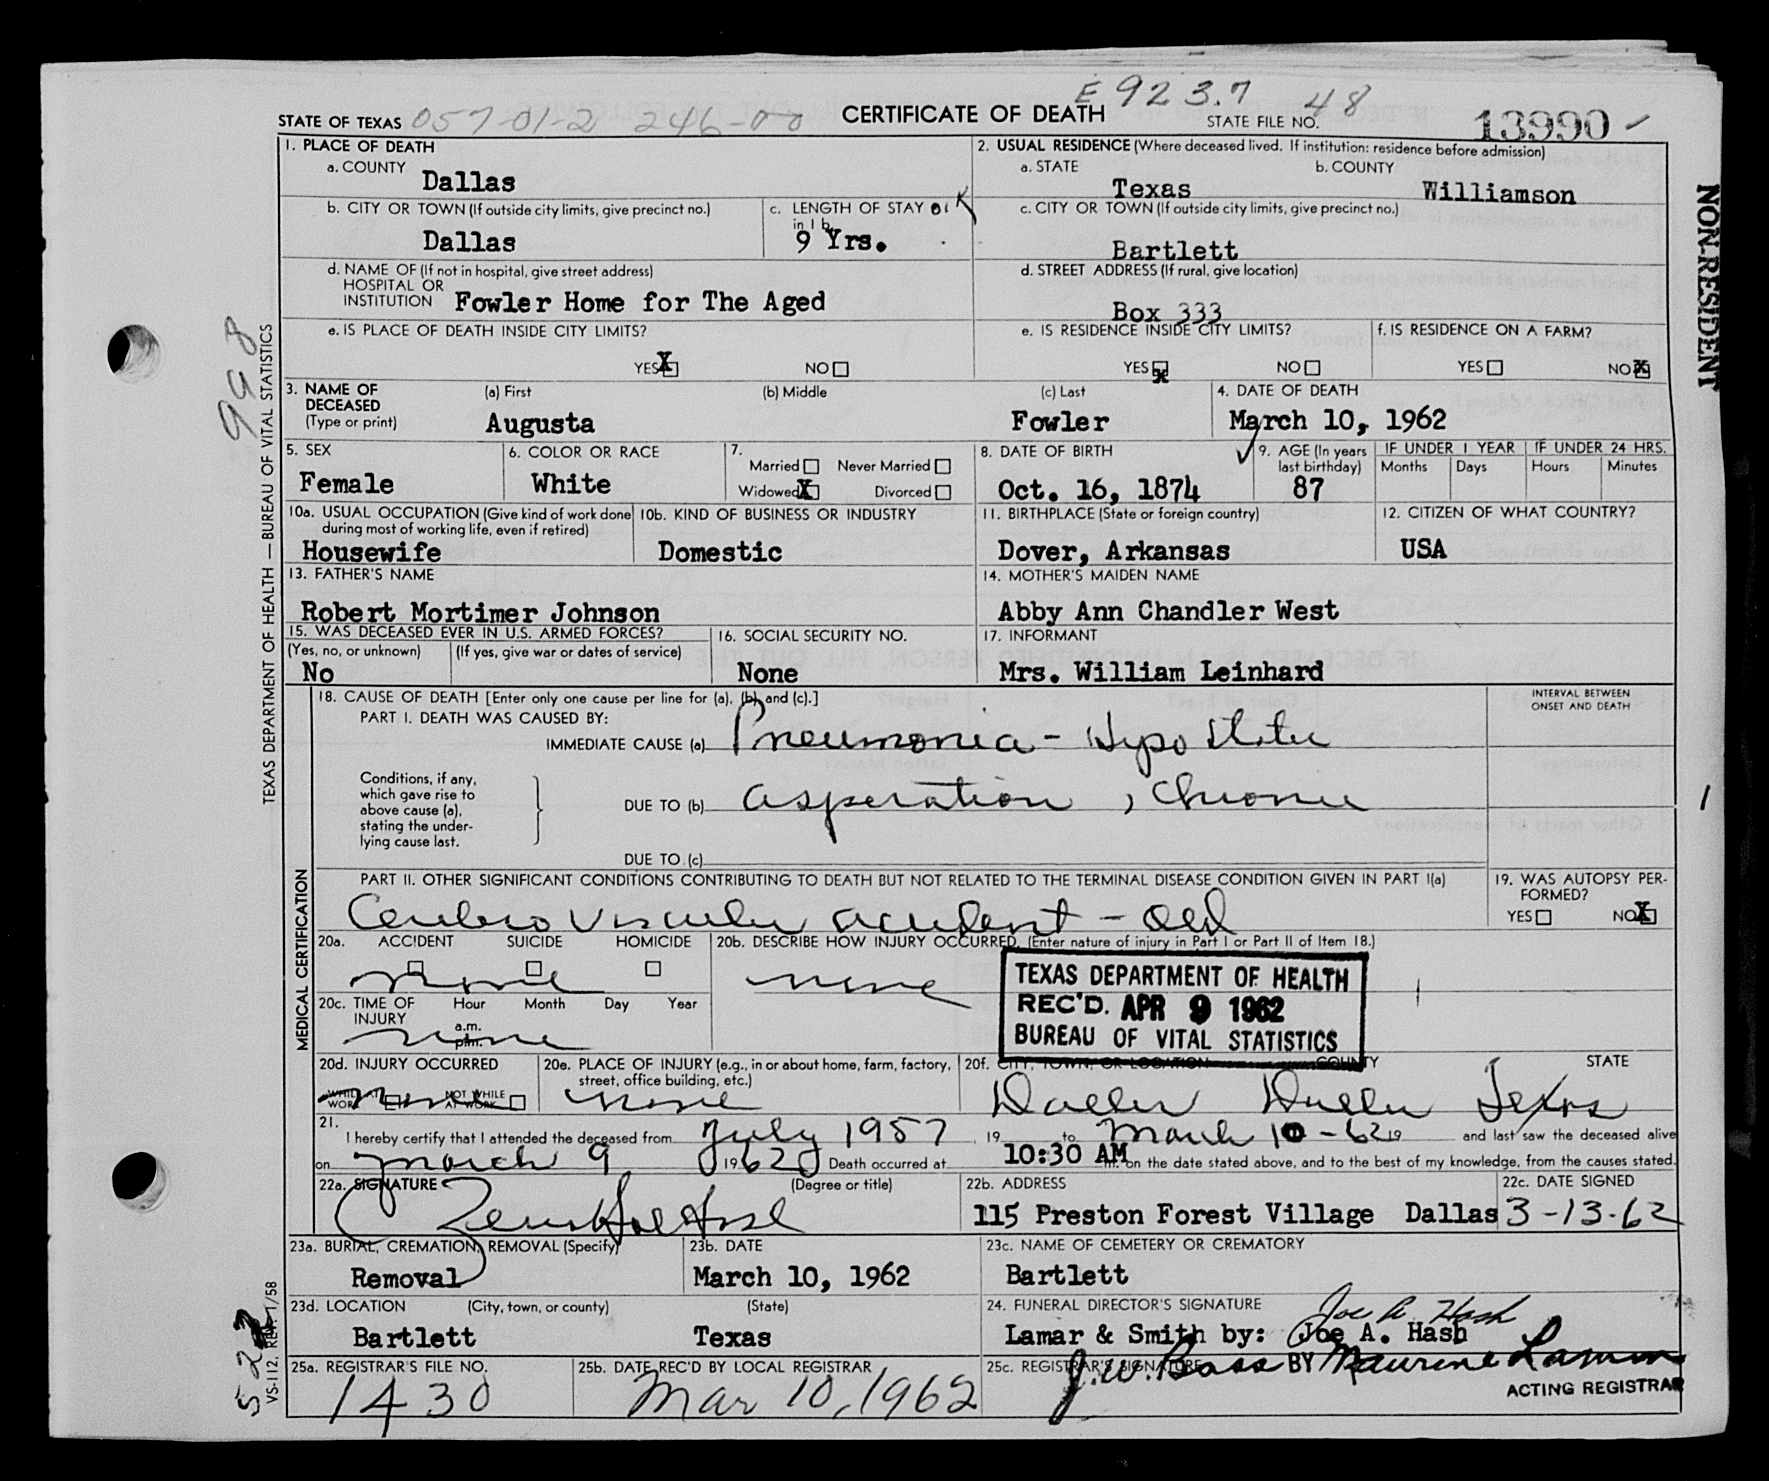 E 923.7 48
STATE OF TEXAS 057-01-2 246-00 CERTIFICATE OF DEATH STATE FILE NO. 13990
NON-RESIDENT
1. PLACE OF DEATH
a. COUNTY Dallas
2. USUAL RESIDENCE (Where deceased lived. If institution: residence before admission)
a. STATE Texas b. COUNTY Williamson
b. CITY OR TOWN (If outside city limits, give precinct no.) Dallas
c. LENGTH OF STAY in 1 b. 9 Yrs.
c. CITY OR TOWN (If outside city limits, give precinct no.) Bartlett
d. NAME OF (If not in hospital, give street address) HOSPITAL OR INSTITUTION Fowler Home for The Aged
d. STREET ADDRESS (If rural, give location) Box 333
e. IS PLACE OF DEATH INSIDE CITY LIMITS? YES X NO
e. IS RESIDENCE INSIDE CITY LIMITS? YES X NO
f. IS RESIDENCE ON A FARM? YES NO X
3. NAME OF DECEASED (Type or print) (a) First Augusta (b) Middle (c) Last Fowler
4. DATE OF DEATH March 10, 1962
5. SEX Female
6. COLOR OR RACE White
7. Married Never Married Widowed X Divorced
8. DATE OF BIRTH Oct. 16, 1874
9. AGE (In years last birthday) 87
IF UNDER 1 YEAR Months Days
IF UNDER 24 HRS. Hours Minutes
10a. USUAL OCCUPATION (Give kind of work done during most of working life, even if retired) Housewife
10b. KIND OF BUSINESS OR INDUSTRY Domestic
11. BIRTHPLACE (State or foreign country) Dover, Arkansas
12. CITIZEN OF WHAT COUNTRY? USA
13. FATHER'S NAME Robert Mortimer Johnson
14. MOTHER'S MAIDEN NAME Abby Ann Chandler West
15. WAS DECEASED EVER IN U.S. ARMED FORCES? (Yes, no, or unknown) No (If yes, give war or dates of service)
16. SOCIAL SECURITY NO. None
17. INFORMANT Mrs. William Leinhard
18. CAUSE OF DEATH [Enter only one cause per line for (a), (b), and (c).]
INTERVAL BETWEEN ONSET AND DEATH
PART I. DEATH WAS CAUSED BY:
IMMEDIATE CAUSE (a) Pneumonia - Hypostatic
Conditions, if any, which gave rise to above cause (a), stating the underlying cause last.
DUE TO (b) asperation, chronic
DUE TO (c)
PART II. OTHER SIGNIFICANT CONDITIONS CONTRIBUTING TO DEATH BUT NOT RELATED TO THE TERMINAL DISEASE CONDITION GIVEN IN PART I(a)
Cerebro Vascular accident - old
19. WAS AUTOPSY PERFORMED? YES NO X
20a. ACCIDENT SUICIDE HOMICIDE none
20b. DESCRIBE HOW INJURY OCCURRED. (Enter nature of injury in Part I or Part II of Item 18.) none
TEXAS DEPARTMENT OF HEALTH
REC'D. APR 9 1962
BUREAU OF VITAL STATISTICS
20c. TIME OF INJURY Hour Month Day Year a.m. p.m. none
20d. INJURY OCCURRED WHILE AT WORK NOT WHILE AT WORK none
20e. PLACE OF INJURY (e.g., in or about home, farm, factory, street, office building, etc.) none
20f. CITY, TOWN, OR LOCATION COUNTY STATE
Dallas Dallas Texas
21. I hereby certify that I attended the deceased from July 1957, 19 to March 10-62 19 and last saw the deceased alive
on March 9 1962 Death occurred at 10:30 AM m. on the date stated above, and to the best of my knowledge, from the causes stated.
22a. SIGNATURE (Degree or title)
22b. ADDRESS 115 Preston Forest Village Dallas
22c. DATE SIGNED 3-13-62
23a. BURIAL, CREMATION, REMOVAL (Specify) Removal
23b. DATE March 10, 1962
23c. NAME OF CEMETERY OR CREMATORY Bartlett
23d. LOCATION (City, town, or county) (State) Bartlett Texas
24. FUNERAL DIRECTOR'S SIGNATURE Joe A. Hash
Lamar & Smith by: Joe A. Hash
25a. REGISTRAR'S FILE NO. 1430
25b. DATE REC'D BY LOCAL REGISTRAR Mar 10, 1962
25c. REGISTRAR'S SIGNATURE J.W. Bass BY Maurine
ACTING REGISTRAR
MEDICAL CERTIFICATION
TEXAS DEPARTMENT OF HEALTH — BUREAU OF VITAL STATISTICS
998
VS-112. REV. 1/58